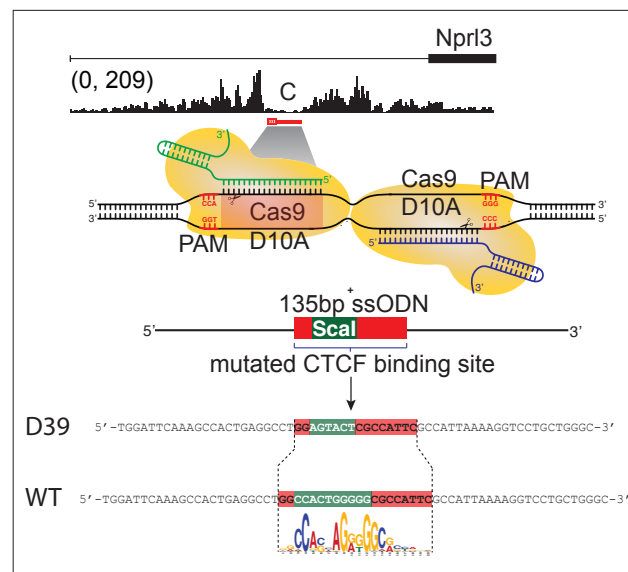 Nprl3
(0, 209)
C
3'
5'
Cas9
D10A
PAM
5'
3'
CCA
GGT
GGG
CCC
3'
5'
Cas9
D10A
PAM
5'
3'
+
135bp ssODN
5'
ScaI
3'
mutated CTCF binding site
D39
5'-TGGATTCAAAGCCACTGAGGCCTGGAGTACTCGCCATTCGCCATTAAAAGGTCCTGCTGGGC-3'
WT
5'-TGGATTCAAAGCCACTGAGGCCTGGCCACTGGGGGCGCCATTCGCCATTAAAAGGTCCTGCTGGGC-3'